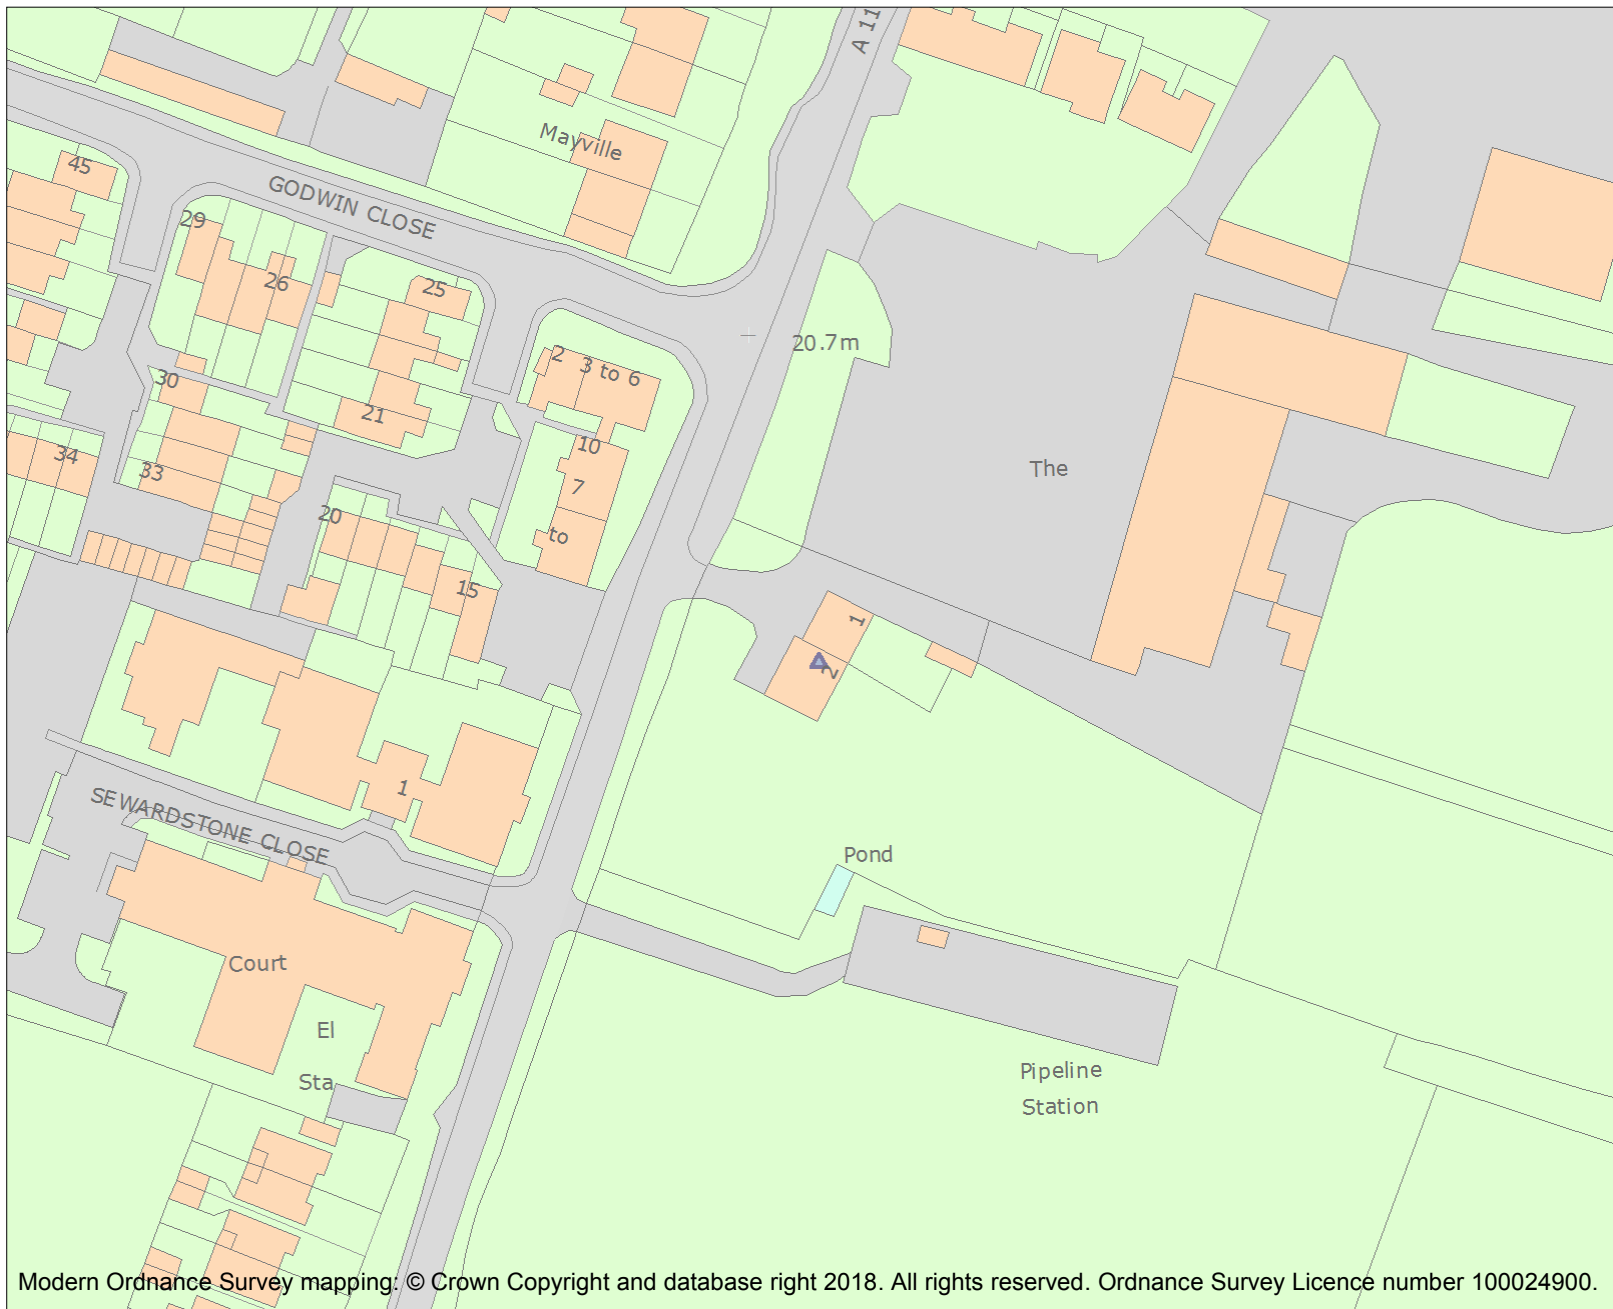 A 11
Mayville
45
GODWIN CLOSE
29
26
25
20.7m
2
3 to 6
30
21
The
10
34
33
7
20
to
15
1
2
1
SEWARDSTONE CLOSE
Pond
Court
El
Sta
Pipeline
Station
Modern Ordnance Survey mapping: © Crown Copyright and database right 2018. All rights reserved. Ordnance Survey Licence number 100024900.